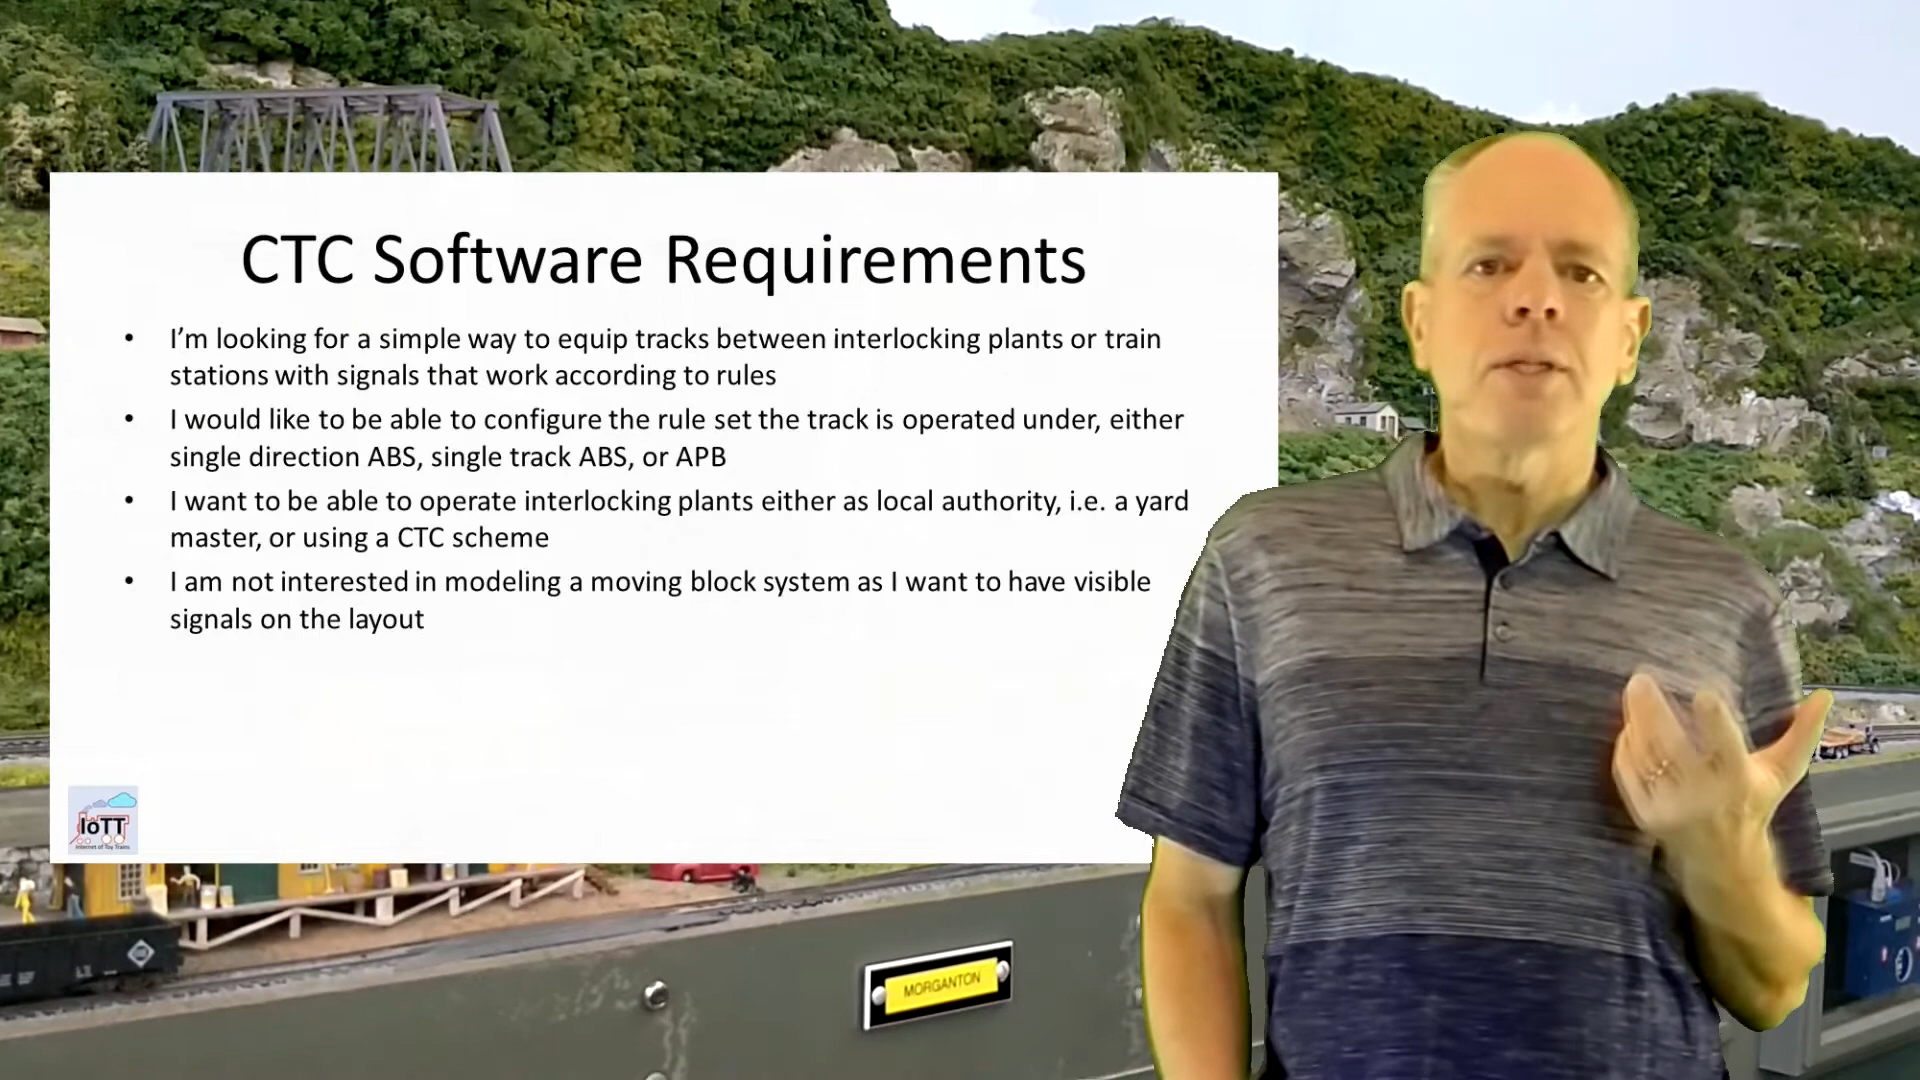 CTC Software Requirements
• I'm looking for a simple way to equip tracks between interlocking plants or train
stations with signals that work according to rules
• I would like to be able to configure the rule set the track is operated under, either
single direction ABS, single track ABS, or APB
• I want to be able to operate interlocking plants either as local authority, i.e. a yard
master, or using a CTC scheme
• I am not interested in modeling a moving block system as I want to have visible
signals on the layout
IoTT
Internet of Toy Trains
MORGANTON